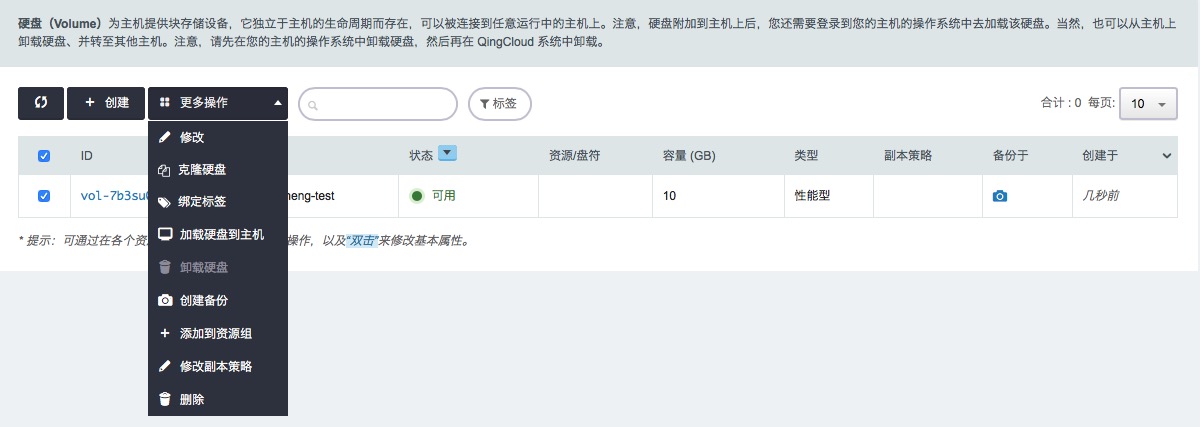 硬盘（Volume）为主机提供块存储设备，它独立于主机的生命周期而存在，可以被连接到任意运行中的主机上。注意，硬盘附加到主机上后，您还需要登录到您的主机的操作系统中去加载该硬盘。当然，也可以从主机上
卸载硬盘、并转至其他主机。注意，请先在您的主机的操作系统中卸载硬盘，然后再在 QingCloud 系统中卸载。
+ 创建 更多操作 标签 合计 : 0 每页: 10
ID 状态 资源/盘符 容量 (GB) 类型 副本策略 备份于 创建于
vol-7b3su eng-test 可用 10 性能型 几秒前
* 提示：可通过在各个资 操作，以及“双击”来修改基本属性。
修改
克隆硬盘
绑定标签
加载硬盘到主机
卸载硬盘
创建备份
+ 添加到资源组
修改副本策略
删除